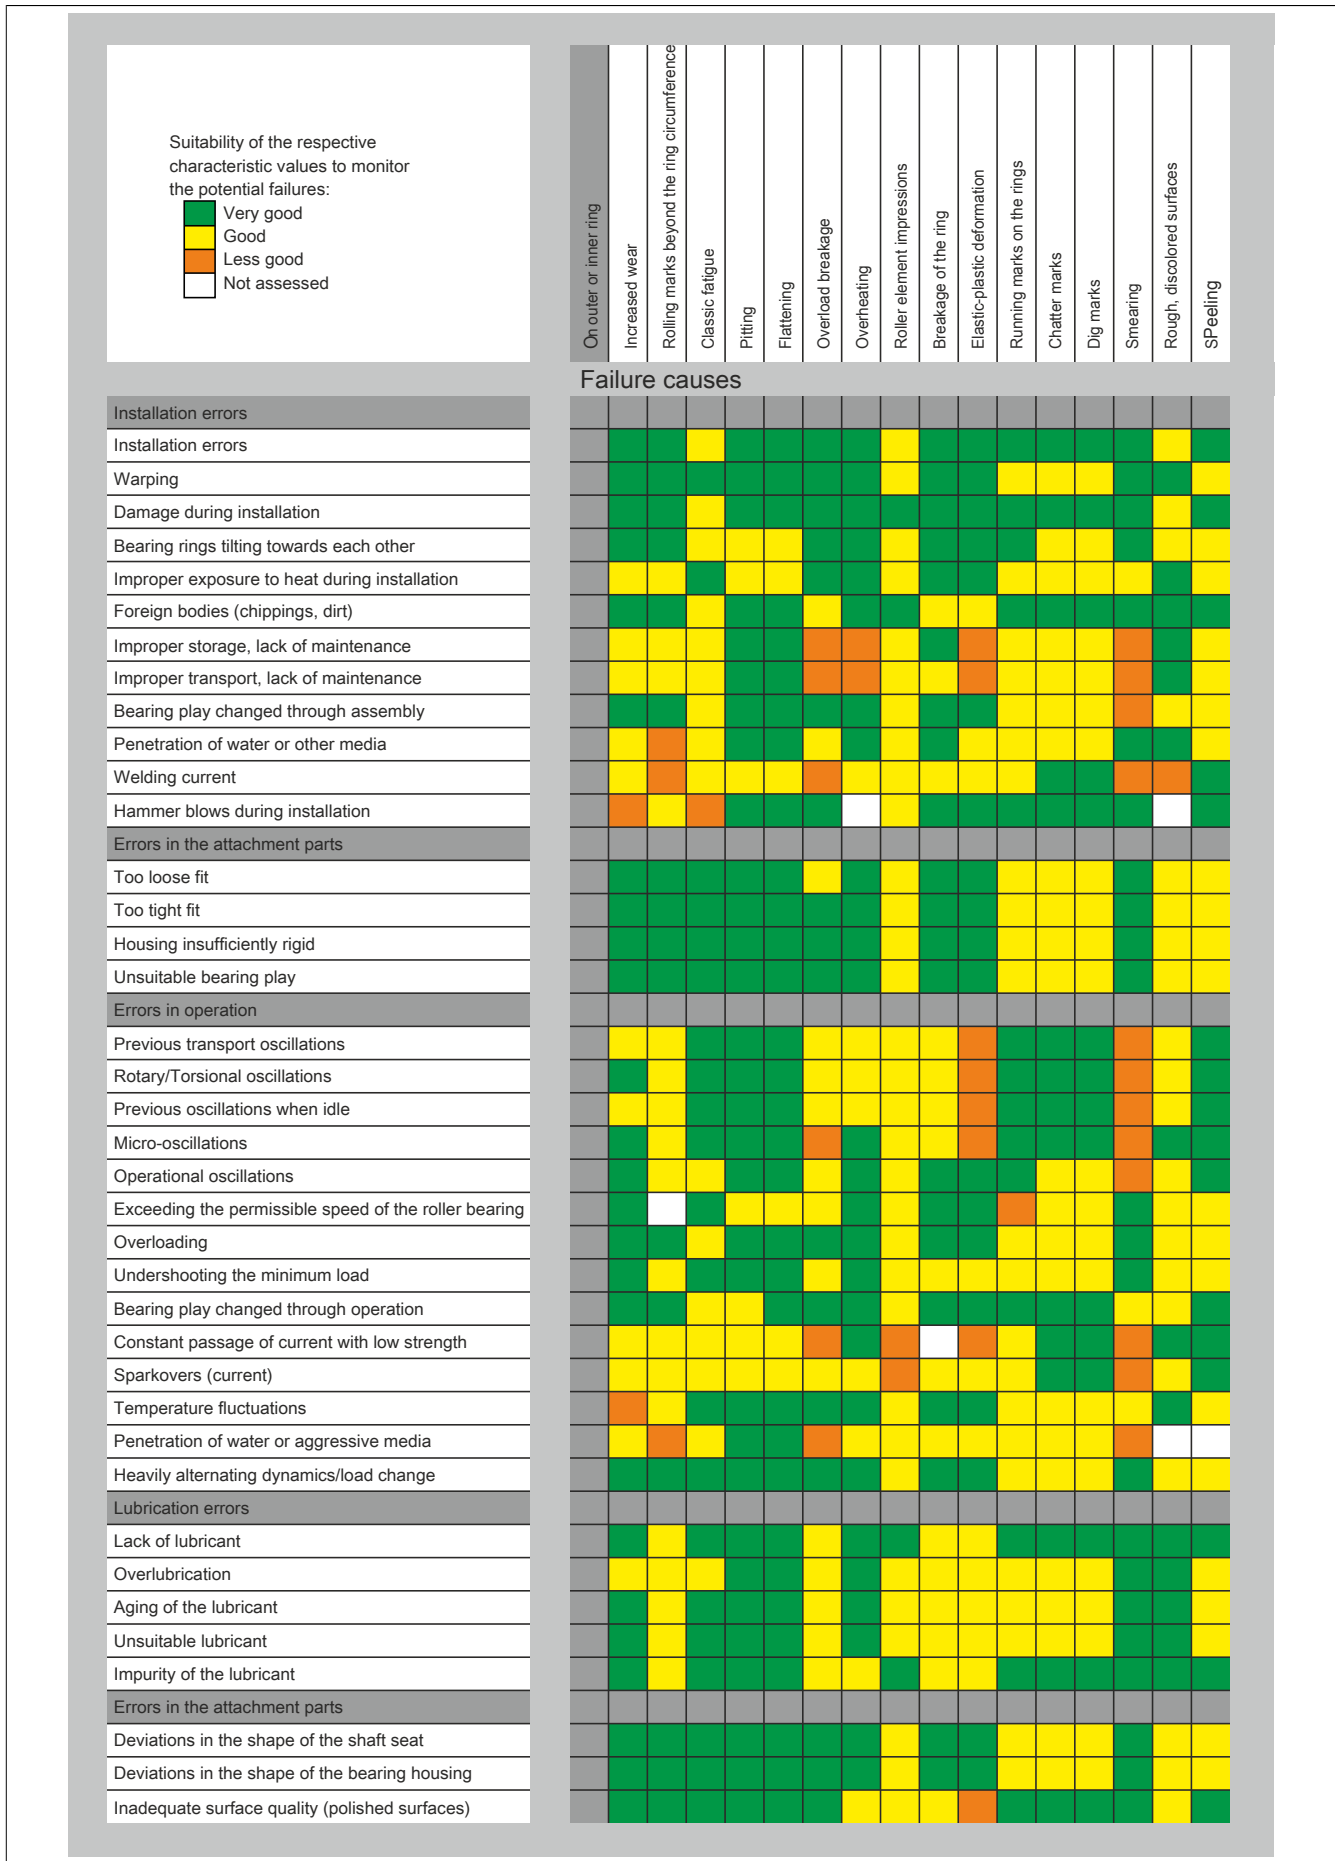 Suitability of the respective
characteristic values to monitor
the potential failures:
Very good
Good
Less good
Not assessed
On outer or inner ring
Increased wear
Rolling marks beyond the ring circumference
Classic fatigue
Pitting
Flattening
Overload breakage
Overheating
Roller element impressions
Breakage of the ring
Elastic-plastic deformation
Running marks on the rings
Chatter marks
Dig marks
Smearing
Rough, discolored surfaces
SPeeling
Failure causes
Installation errors
Installation errors
Warping
Damage during installation
Bearing rings tilting towards each other
Improper exposure to heat during installation
Foreign bodies (chippings, dirt)
Improper storage, lack of maintenance
Improper transport, lack of maintenance
Bearing play changed through assembly
Penetration of water or other media
Welding current
Hammer blows during installation
Errors in the attachment parts
Too loose fit
Too tight fit
Housing insufficiently rigid
Unsuitable bearing play
Errors in operation
Previous transport oscillations
Rotary/Torsional oscillations
Previous oscillations when idle
Micro-oscillations
Operational oscillations
Exceeding the permissible speed of the roller bearing
Overloading
Undershooting the minimum load
Bearing play changed through operation
Constant passage of current with low strength
Sparkovers (current)
Temperature fluctuations
Penetration of water or aggressive media
Heavily alternating dynamics/load change
Lubrication errors
Lack of lubricant
Overlubrication
Aging of the lubricant
Unsuitable lubricant
Impurity of the lubricant
Errors in the attachment parts
Deviations in the shape of the shaft seat
Deviations in the shape of the bearing housing
Inadequate surface quality (polished surfaces)